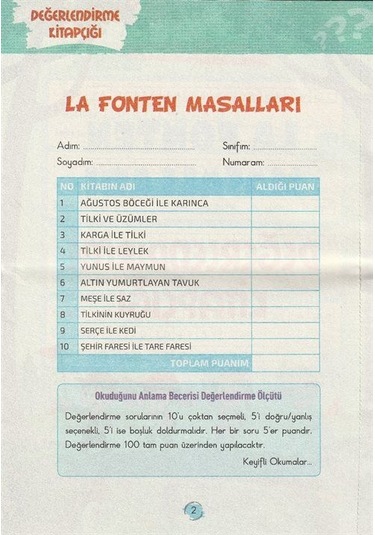 DEĞERLENDİRME
KİTAPÇIĞI
???
LA FONTEN MASALLARI
Adım: Sınıfım:
Soyadım: Numaram:
NO KİTABIN ADI ALDIĞI PUAN
1 AĞUSTOS BÖCEĞİ İLE KARINCA
2 TİLKİ VE ÜZÜMLER
3 KARGA İLE TİLKİ
4 TİLKİ İLE LEYLEK
5 YUNUS İLE MAYMUN
6 ALTIN YUMURTLAYAN TAVUK
7 MEŞE İLE SAZ
8 TİLKİNİN KUYRUĞU
9 SERÇE İLE KEDİ
10 ŞEHİR FARESİ İLE TARE FARESİ
TOPLAM PUANIM
Okuduğunu Anlama Becerisi Değerlendirme Ölçütü
Değerlendirme sorularının 10'u çoktan seçmeli, 5'i doğru/yanlış
seçenekli, 5'i ise boşluk doldurmalıdır. Her bir soru 5'er puandır.
Değerlendirme 100 tam puan üzerinden yapılacaktır.
Keyifli Okumalar...
2